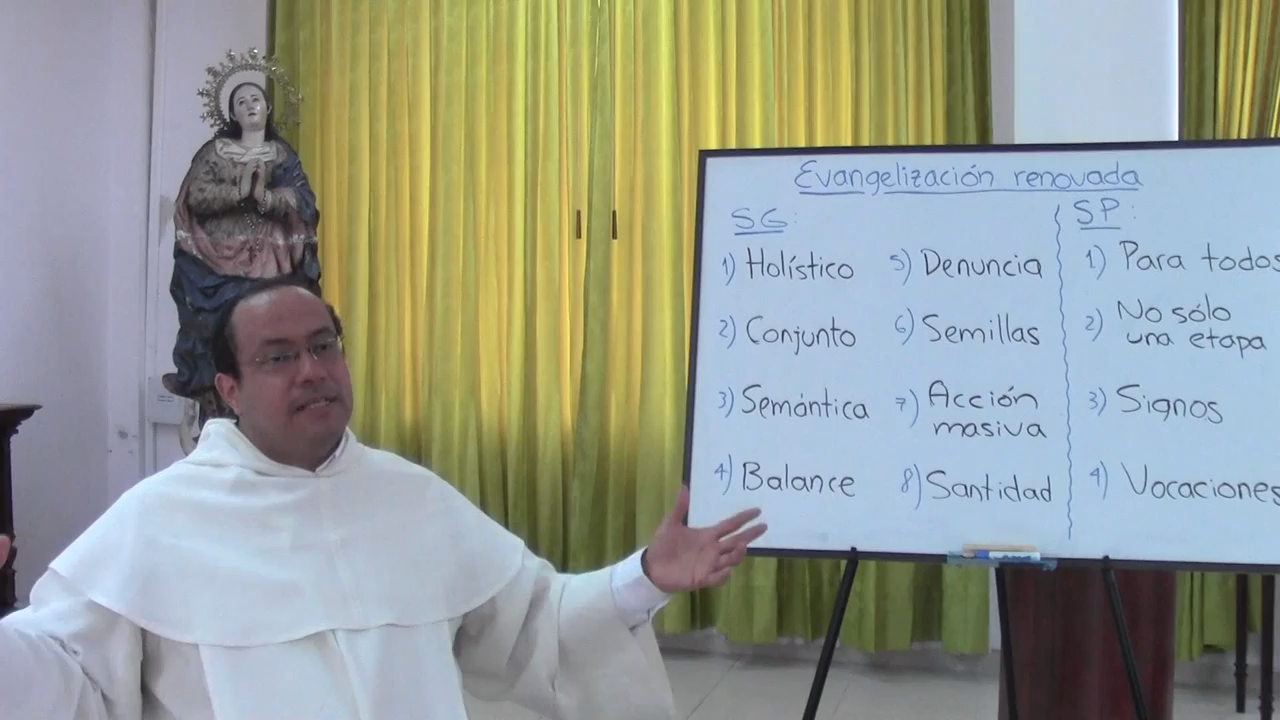 Evangelización renovada
SG:
1) Holístico
2) Conjunto
3) Semántica
4) Balance
5) Denuncia
6) Semillas
7) Acción
masiva
8) Santidad
SP:
1) Para todos
2) No sólo
una etapa
3) Signos
4) Vocaciones